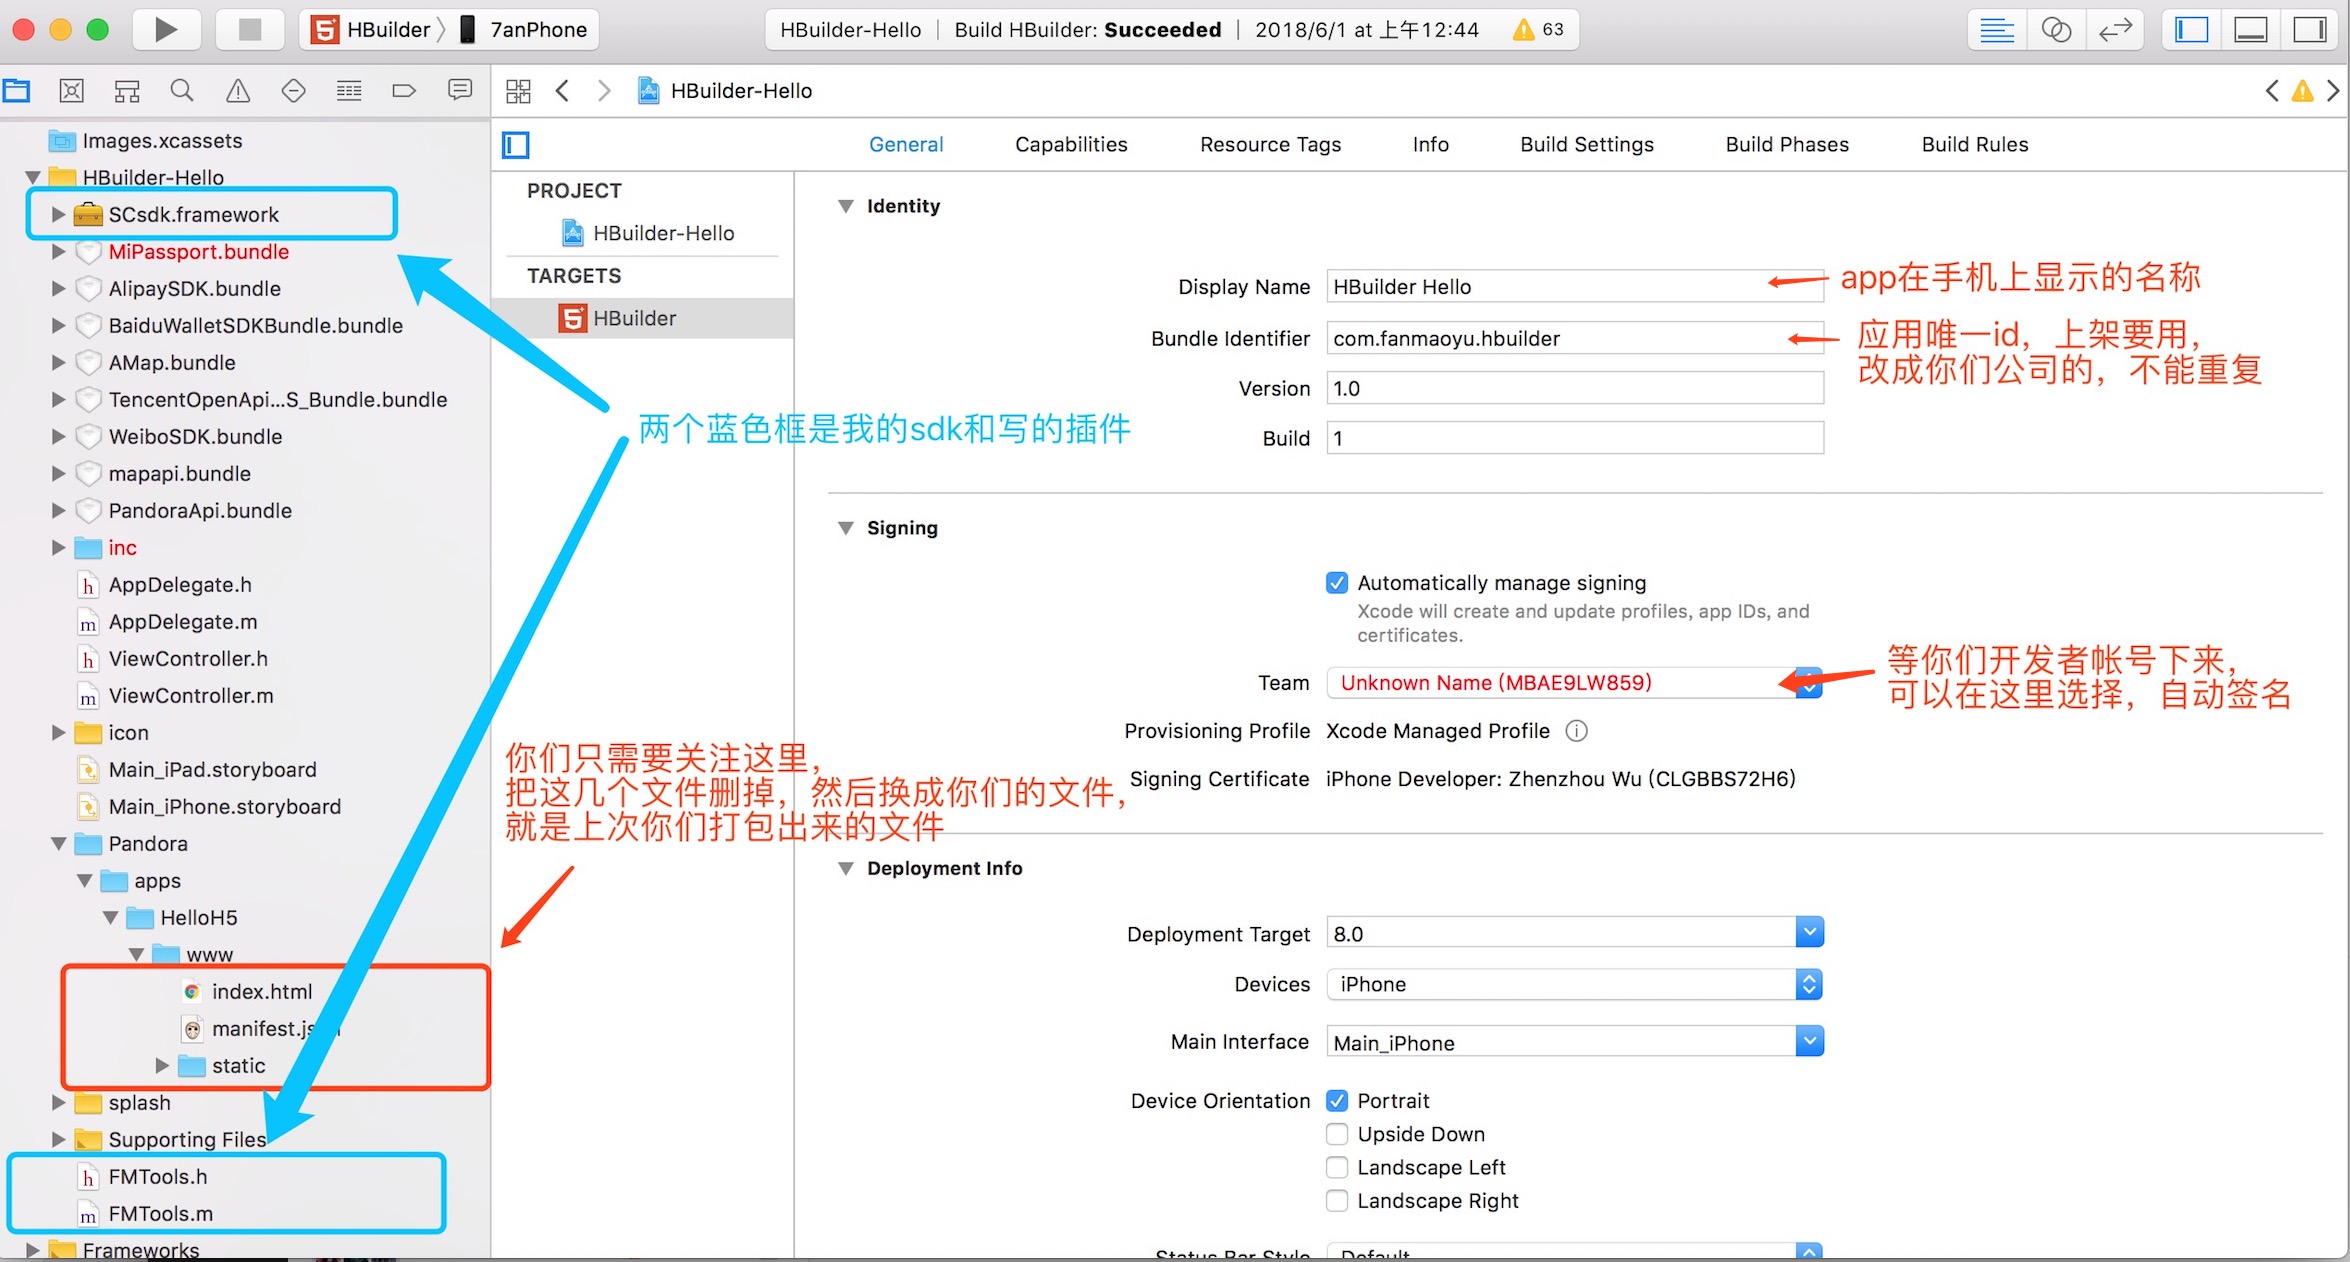 HBuilder 7anPhone
HBuilder-Hello Build HBuilder: Succeeded 2018/6/1 at 上午12:44 63
HBuilder-Hello
Images.xcassets
HBuilder-Hello
SCsdk.framework
MiPassport.bundle
AlipaySDK.bundle
BaiduWalletSDKBundle.bundle
AMap.bundle
TencentOpenApi...S_Bundle.bundle
WeiboSDK.bundle
mapapi.bundle
PandoraApi.bundle
inc
h AppDelegate.h
m AppDelegate.m
h ViewController.h
m ViewController.m
icon
Main_iPad.storyboard
Main_iPhone.storyboard
Pandora
apps
HelloH5
www
index.html
manifest.js
static
splash
Supporting Files
h FMTools.h
m FMTools.m
Frameworks
General Capabilities Resource Tags Info Build Settings Build Phases Build Rules
PROJECT
HBuilder-Hello
TARGETS
HBuilder
两个蓝色框是我的sdk和写的插件
你们只需要关注这里，
把这几个文件删掉，然后换成你们的文件，
就是上次你们打包出来的文件
Identity
Display Name HBuilder Hello
app在手机上显示的名称
Bundle Identifier com.fanmaoyu.hbuilder
应用唯一id，上架要用，
改成你们公司的，不能重复
Version 1.0
Build 1
Signing
Automatically manage signing
Xcode will create and update profiles, app IDs, and
certificates.
Team Unknown Name (MBAE9LW859)
等你们开发者帐号下来，
可以在这里选择，自动签名
Provisioning Profile Xcode Managed Profile
Signing Certificate iPhone Developer: Zhenzhou Wu (CLGBBS72H6)
Deployment Info
Deployment Target 8.0
Devices iPhone
Main Interface Main_iPhone
Device Orientation Portrait
Upside Down
Landscape Left
Landscape Right
Status Bar Style Default